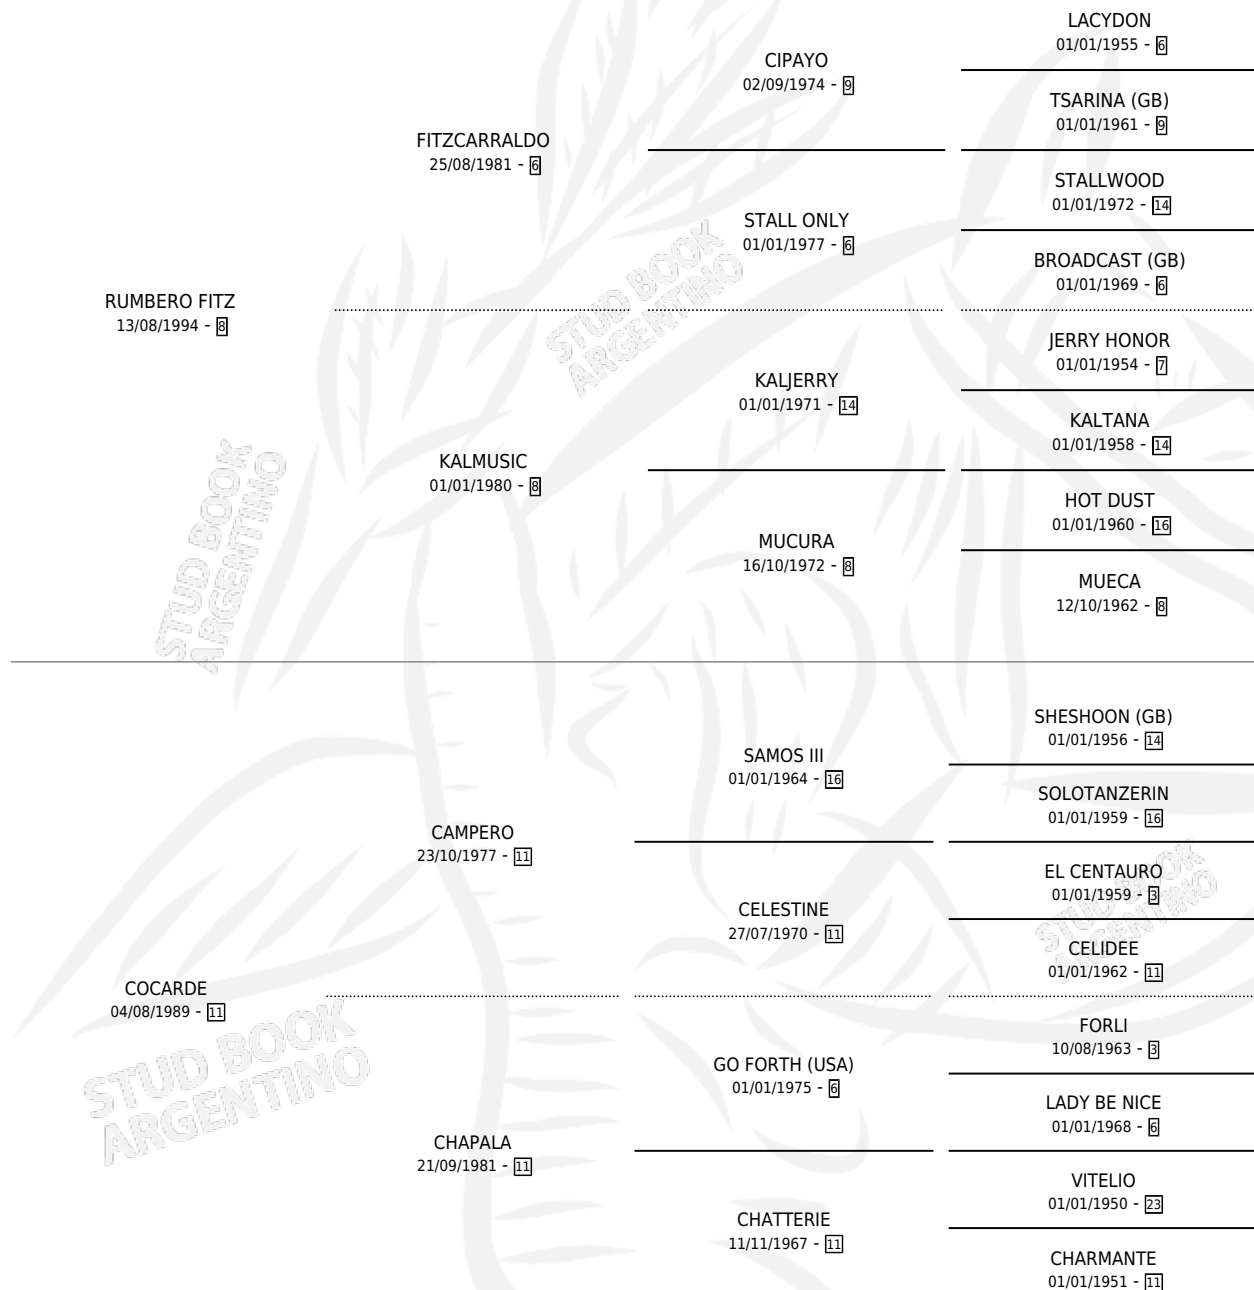 LACYDON
01/01/1955 - 6
CIPAYO
02/09/1974 - 9
TSARINA (GB)
01/01/1961 - 9
FITZCARRALDO
25/08/1981 - 6
STALLWOOD
01/01/1972 - 14
STALL ONLY
01/01/1977 - 6
BROADCAST (GB)
01/01/1969 - 6
RUMBERO FITZ
13/08/1994 - 8
JERRY HONOR
01/01/1954 - 7
KALJERRY
01/01/1971 - 14
KALTANA
01/01/1958 - 14
KALMUSIC
01/01/1980 - 8
HOT DUST
01/01/1960 - 16
MUCURA
16/10/1972 - 8
MUECA
12/10/1962 - 8
SHESHOON (GB)
01/01/1956 - 14
SAMOS III
01/01/1964 - 16
SOLOTANZERIN
01/01/1959 - 16
CAMPERO
23/10/1977 - 11
EL CENTAURO
01/01/1959 - 3
CELESTINE
27/07/1970 - 11
CELIDEE
01/01/1962 - 11
COCARDE
04/08/1989 - 11
FORLI
10/08/1963 - 3
GO FORTH (USA)
01/01/1975 - 6
LADY BE NICE
01/01/1968 - 6
CHAPALA
21/09/1981 - 11
VITELIO
01/01/1950 - 23
CHATTERIE
11/11/1967 - 11
CHARMANTE
01/01/1951 - 11
STUD BOOK
ARGENTINO
STUD BOOK
ARGENTINO
STUD BOOK
ARGENTINO
STUD BOOK
ARGENTINO